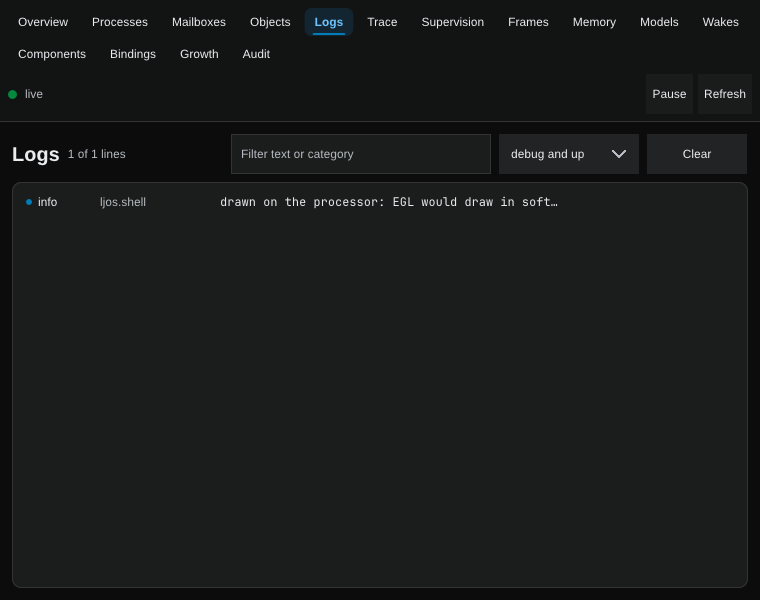 Overview Processes Mailboxes Objects Logs Trace Supervision Frames Memory Models Wakes
Components Bindings Growth Audit
live Pause Refresh
Logs 1 of 1 lines Filter text or category debug and up Clear
info ljos.shell drawn on the processor: EGL would draw in soft…